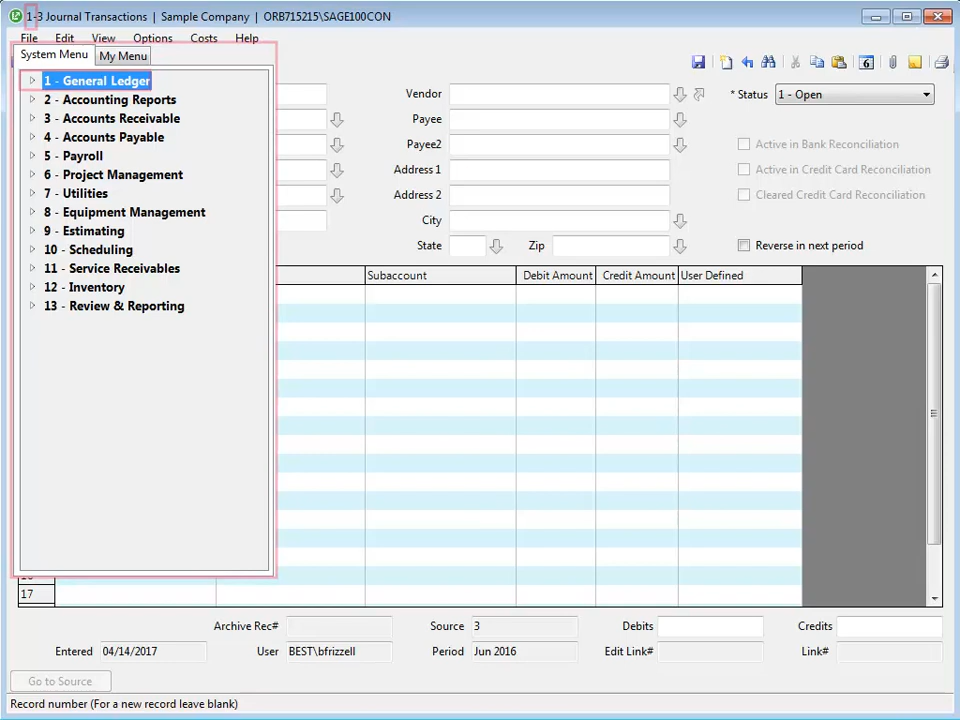 1-3 Journal Transactions | Sample Company | ORB715215\SAGE100CON
File Edit View Options Costs Help
System Menu My Menu
1 - General Ledger
2 - Accounting Reports
3 - Accounts Receivable
4 - Accounts Payable
5 - Payroll
6 - Project Management
7 - Utilities
8 - Equipment Management
9 - Estimating
10 - Scheduling
11 - Service Receivables
12 - Inventory
13 - Review & Reporting
6
Vendor
Payee
Payee2
Address 1
Address 2
City
State Zip
* Status 1 - Open
Active in Bank Reconciliation
Active in Credit Card Reconciliation
Cleared Credit Card Reconciliation
Reverse in next period
Subaccount Debit Amount Credit Amount User Defined
17
Archive Rec# Source 3 Debits Credits
Entered 04/14/2017 User BEST\bfrizzell Period Jun 2016 Edit Link# Link#
Go to Source
Record number (For a new record leave blank)